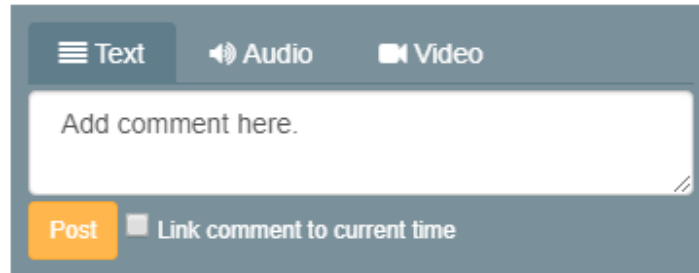 Text Audio Video
Add comment here.
Post Link comment to current time